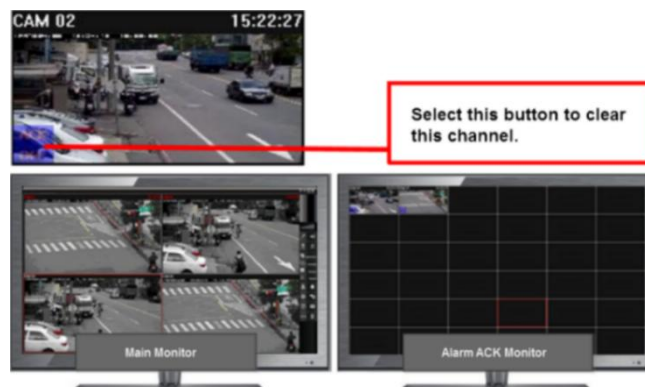 CAM 02 15:22:27
Select this button to clear
this channel.
Main Monitor
Alarm ACK Monitor